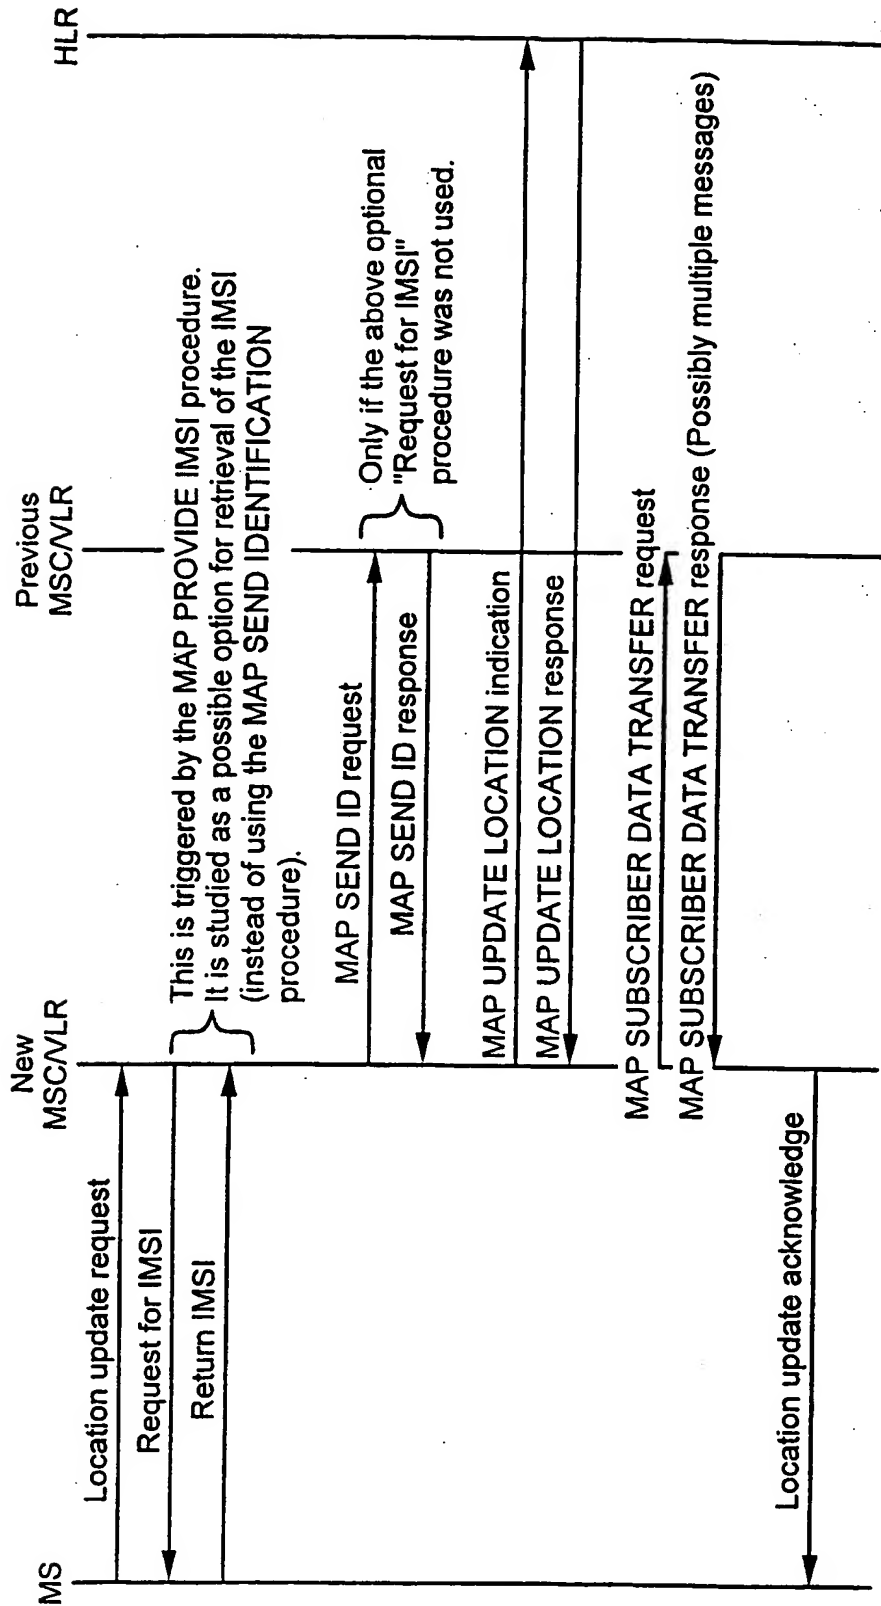 MS
New
MSC/VLR
Previous
MSC/VLR
HLR
Location update request
Request for IMSI
Return IMSI
This is triggered by the MAP PROVIDE IMSI procedure.
It is studied as a possible option for retrieval of the IMSI
(instead of using the MAP SEND IDENTIFICATION
procedure).
MAP SEND ID request
MAP SEND ID response
Only if the above optional
"Request for IMSI"
procedure was not used.
MAP UPDATE LOCATION indication
MAP UPDATE LOCATION response
MAP SUBSCRIBER DATA TRANSFER request
MAP SUBSCRIBER DATA TRANSFER response (Possibly multiple messages)
Location update acknowledge